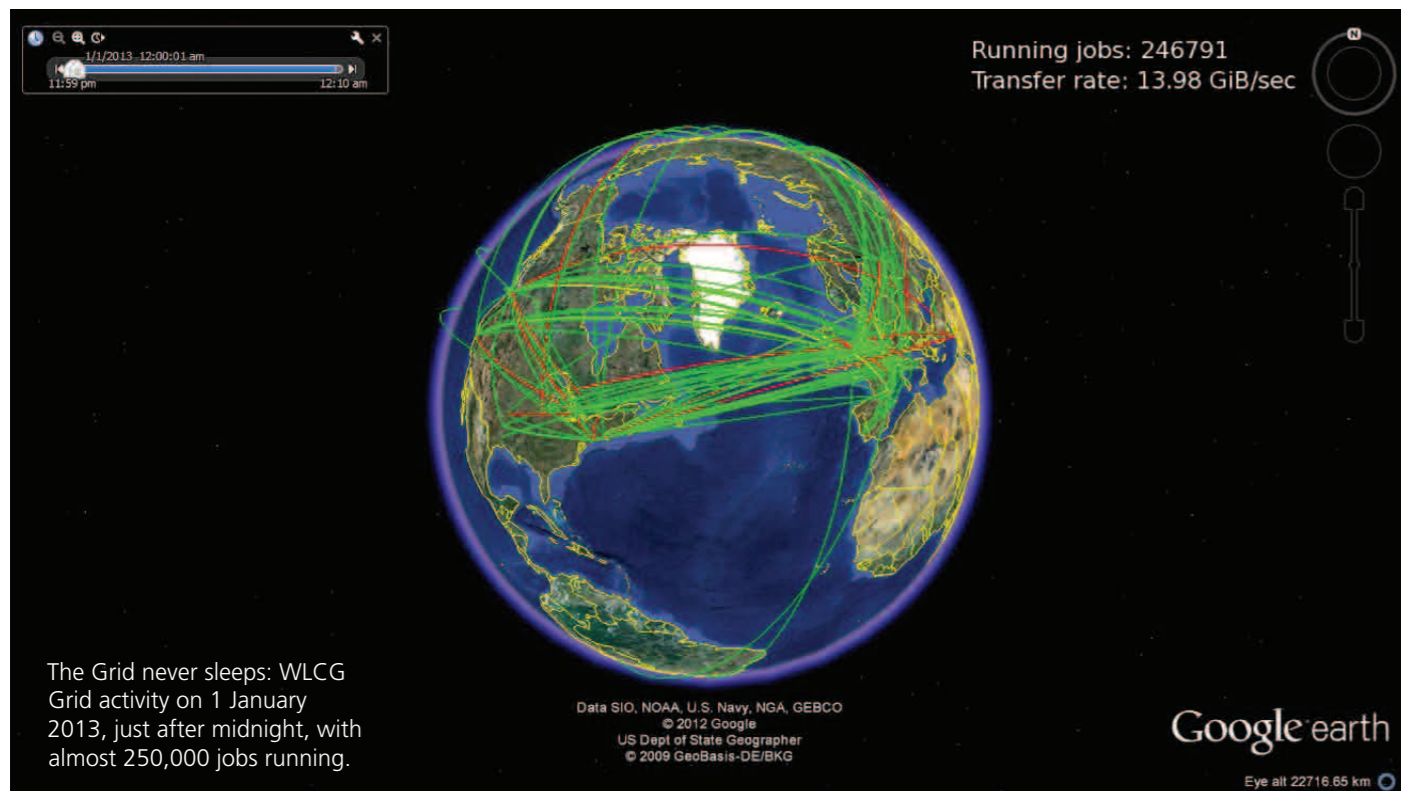 1/1/2013 12:00:01 am
11:59 pm
12:10 am
Running jobs: 246791
Transfer rate: 13.98 GiB/sec
N
The Grid never sleeps: WLCG
Grid activity on 1 January
2013, just after midnight, with
almost 250,000 jobs running.
Data SIO, NOAA, U.S. Navy, NGA, GEBCO
© 2012 Google
US Dept of State Geographer
© 2009 GeoBasis-DE/BKG
Google earth
Eye alt 22716.65 km